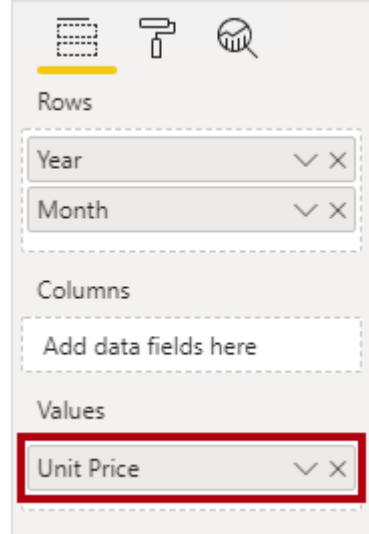 Rows
Year
Month
Columns
Add data fields here
Values
Unit Price